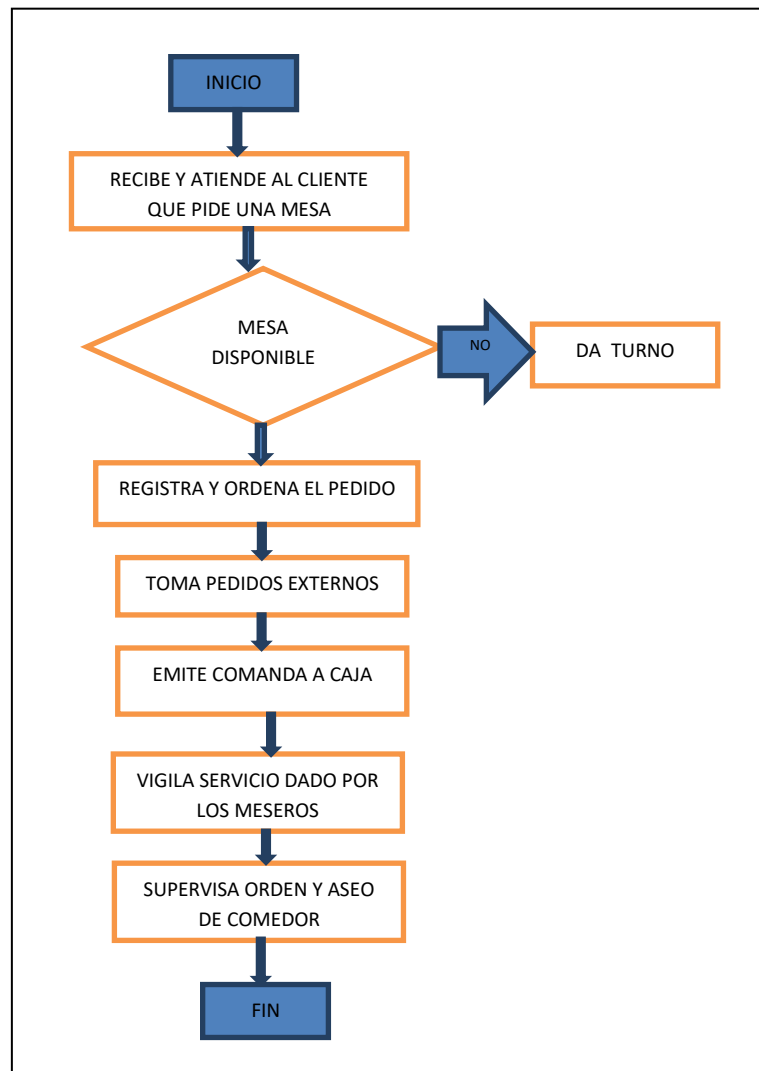 INICIO
RECIBE Y ATIENDE AL CLIENTE
QUE PIDE UNA MESA
MESA
DISPONIBLE
NO
DA TURNO
REGISTRA Y ORDENA EL PEDIDO
TOMA PEDIDOS EXTERNOS
EMITE COMANDA A CAJA
VIGILA SERVICIO DADO POR
LOS MESEROS
SUPERVISA ORDEN Y ASEO
DE COMEDOR
FIN